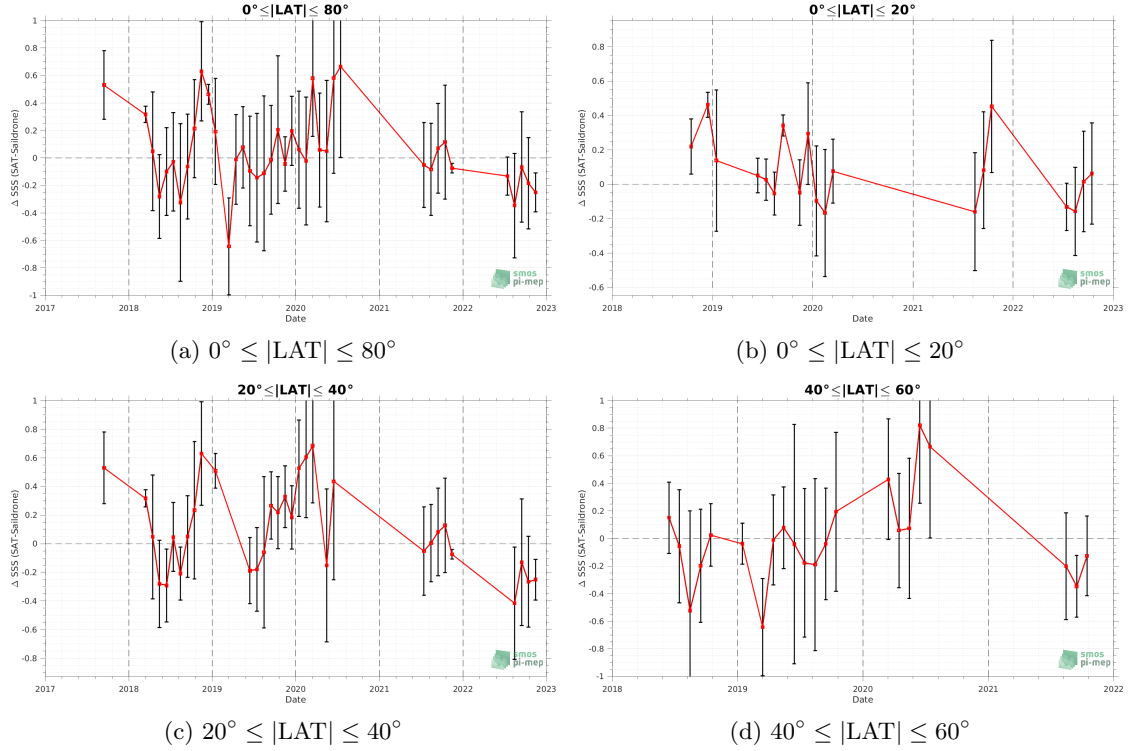 0°≤|LAT|≤ 80°
1
0.8
0.6
0.4
0.2
0
-0.2
-0.4
-0.6
-0.8
-1
Δ SSS (SAT-Saildrone)
2017 2018 2019 2020 2021 2022 2023
Date
smos
pi-mep
(a) 0° ≤ |LAT| ≤ 80°
0°≤|LAT|≤ 20°
0.8
0.6
0.4
0.2
0
-0.2
-0.4
-0.6
Δ SSS (SAT-Saildrone)
2018 2019 2020 2021 2022 2023
Date
smos
pi-mep
(b) 0° ≤ |LAT| ≤ 20°
20°≤|LAT|≤ 40°
1
0.8
0.6
0.4
0.2
0
-0.2
-0.4
-0.6
-0.8
Δ SSS (SAT-Saildrone)
2017 2018 2019 2020 2021 2022 2023
Date
smos
pi-mep
(c) 20° ≤ |LAT| ≤ 40°
40°≤|LAT|≤ 60°
1
0.8
0.6
0.4
0.2
0
-0.2
-0.4
-0.6
-0.8
-1
Δ SSS (SAT-Saildrone)
2018 2019 2020 2021 2022
Date
smos
pi-mep
(d) 40° ≤ |LAT| ≤ 60°